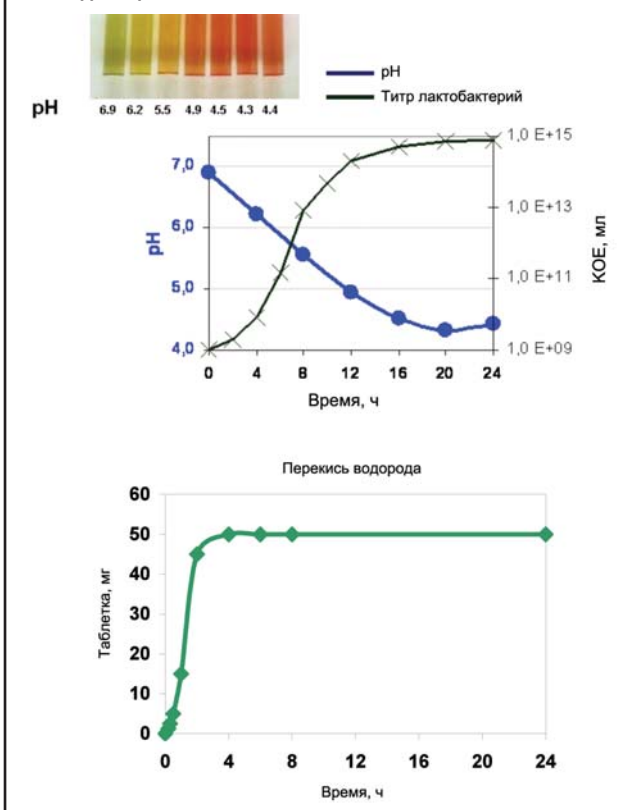 pH
Титр лактобактерий
pH 6.9 6.2 5.5 4.9 4.5 4.3 4.4
7,0
6,0
5,0
4,0
pH
1,0 E+15
1,0 E+13
1,0 E+11
1,0 E+09
КОЕ, мл
0 4 8 12 16 20 24
Время, ч
Перекись водорода
60
50
40
30
20
10
0
Таблетка, мг
0 4 8 12 16 20 24
Время, ч